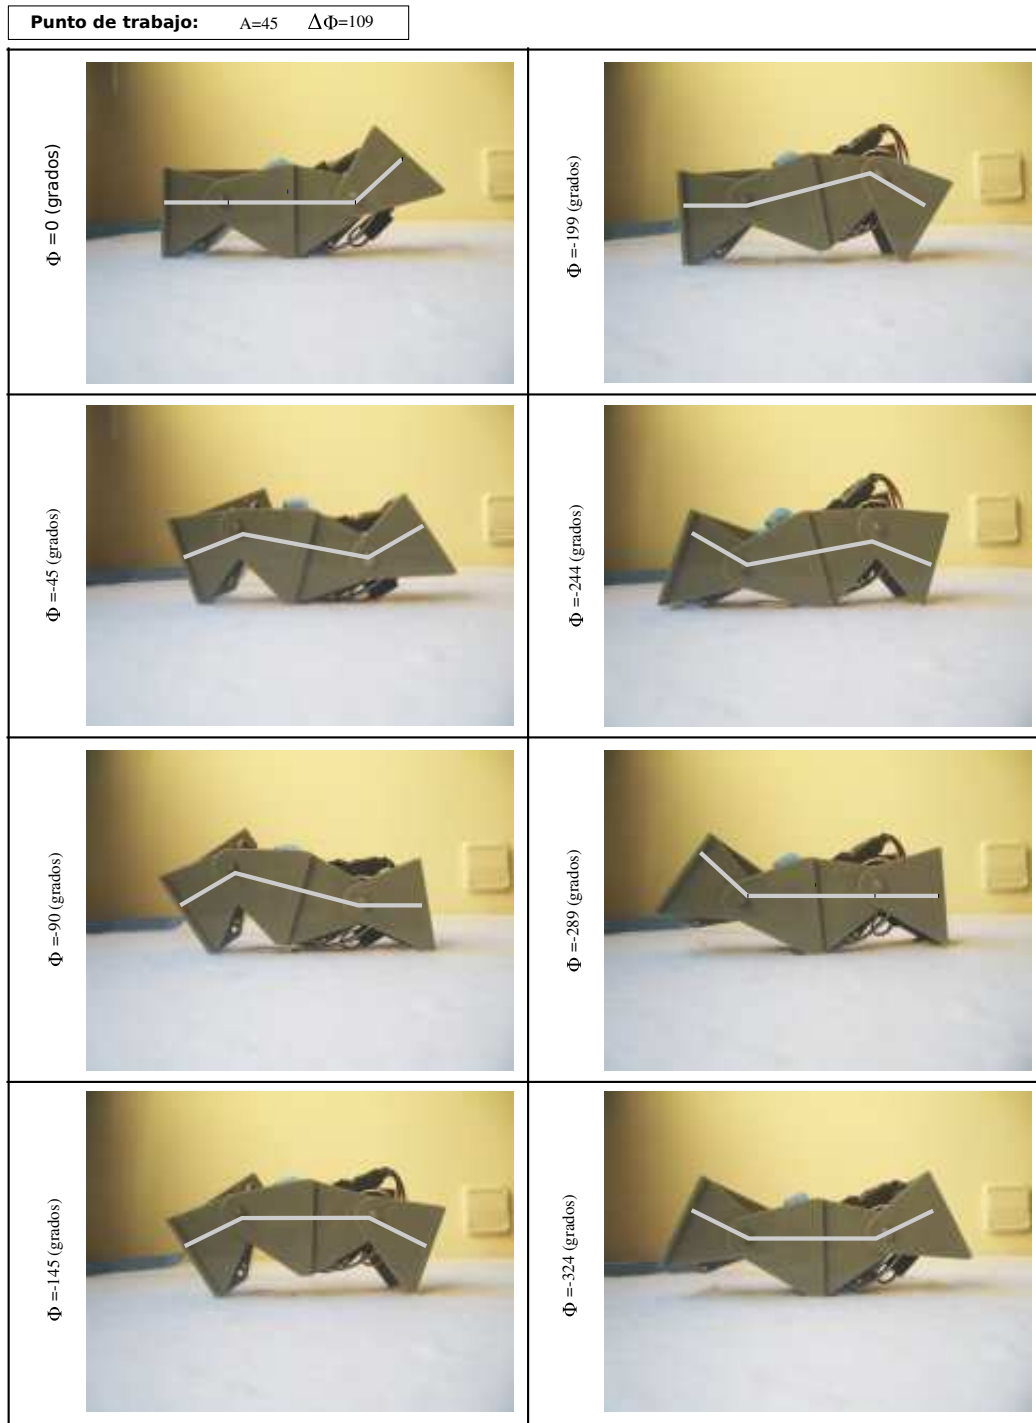 Punto de trabajo: A=45 ΔΦ=109
Φ =0 (grados)
Φ =-199 (grados)
Φ =-45 (grados)
Φ =-244 (grados)
Φ =-90 (grados)
Φ =-289 (grados)
Φ =-145 (grados)
Φ =-324 (grados)